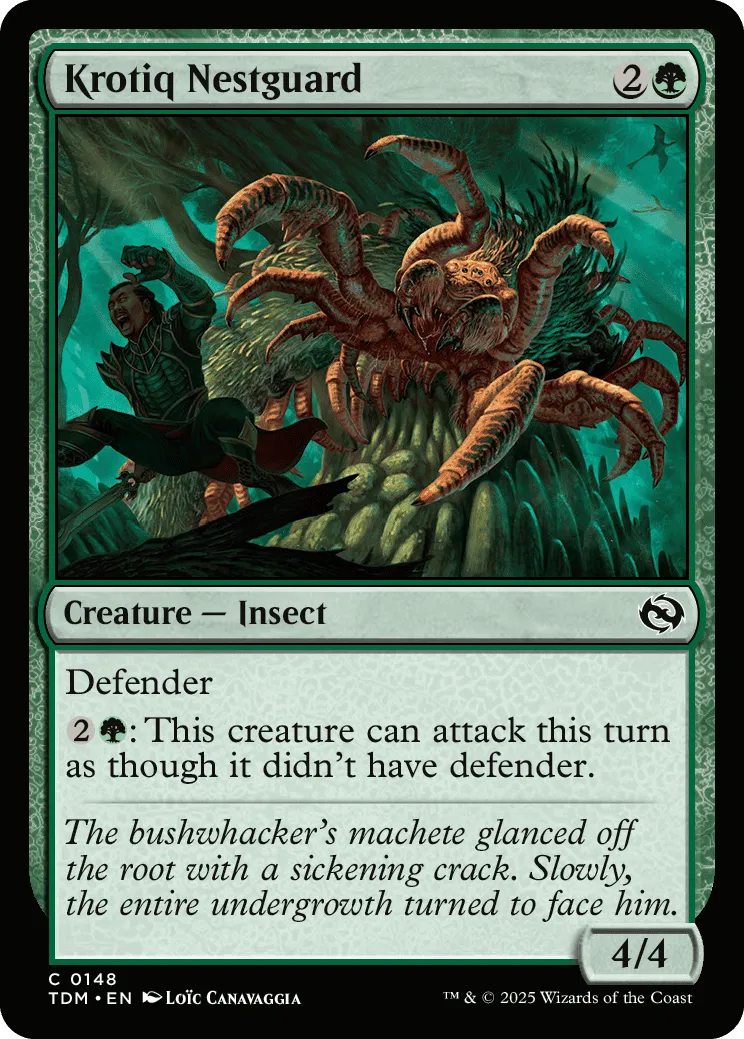 Krotiq Nestguard 2
Creature — Insect
Defender
2: This creature can attack this turn
as though it didn't have defender.
The bushwhacker's machete glanced off
the root with a sickening crack. Slowly,
the entire undergrowth turned to face him.
4/4
C 0148
TDM • EN Loïc Canavaggia
™ & © 2025 Wizards of the Coast